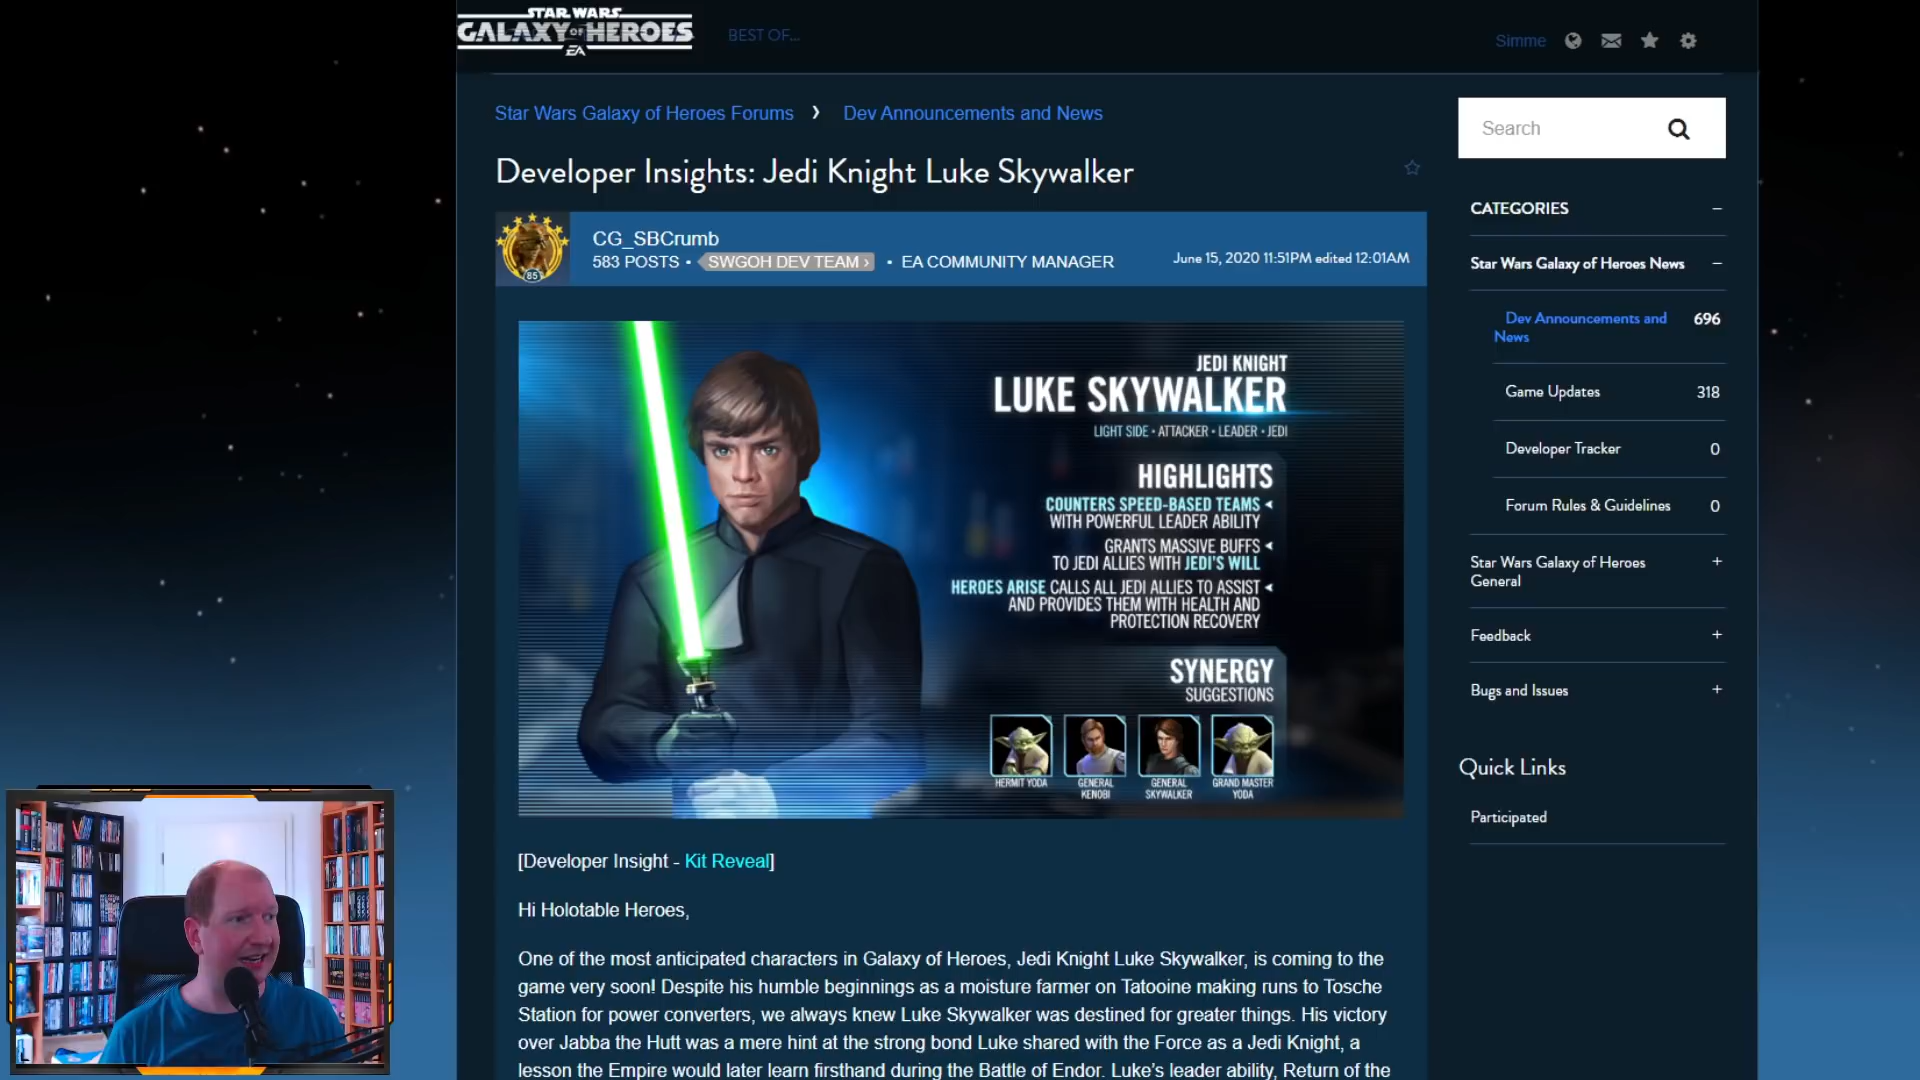 STAR WARS
GALAXY OF HEROES
EA
BEST OF...
Simme
Star Wars Galaxy of Heroes Forums › Dev Announcements and News
Search
Developer Insights: Jedi Knight Luke Skywalker
CG_SBCrumb
583 POSTS • SWGOH DEV TEAM › • EA COMMUNITY MANAGER
June 15, 2020 11:51PM edited 12:01AM
85
JEDI KNIGHT
LUKE SKYWALKER
LIGHT SIDE • ATTACKER • LEADER • JEDI
HIGHLIGHTS
COUNTERS SPEED-BASED TEAMS
WITH POWERFUL LEADER ABILITY
GRANTS MASSIVE BUFFS
TO JEDI ALLIES WITH JEDI'S WILL
HEROES ARISE CALLS ALL JEDI ALLIES TO ASSIST
AND PROVIDES THEM WITH HEALTH AND
PROTECTION RECOVERY
SYNERGY
SUGGESTIONS
HERMIT YODA
GENERAL
KENOBI
GENERAL
SKYWALKER
GRAND MASTER
YODA
[Developer Insight - Kit Reveal]
Hi Holotable Heroes,
One of the most anticipated characters in Galaxy of Heroes, Jedi Knight Luke Skywalker, is coming to the
game very soon! Despite his humble beginnings as a moisture farmer on Tatooine making runs to Tosche
Station for power converters, we always knew Luke Skywalker was destined for greater things. His victory
over Jabba the Hutt was a mere hint at the strong bond Luke shared with the Force as a Jedi Knight, a
lesson the Empire would later learn firsthand during the Battle of Endor. Luke's leader ability, Return of the
CATEGORIES −
Star Wars Galaxy of Heroes News −
Dev Announcements and 696
News
Game Updates 318
Developer Tracker 0
Forum Rules & Guidelines 0
Star Wars Galaxy of Heroes +
General
Feedback +
Bugs and Issues +
Quick Links
Participated